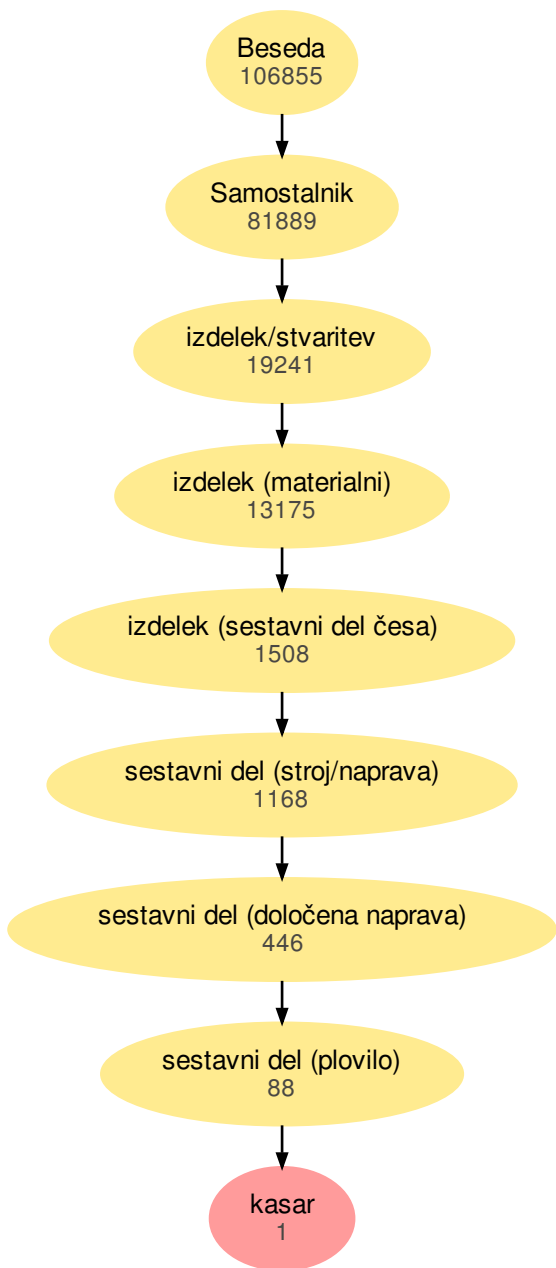 Beseda
106855
Samostalnik
81889
izdelek/stvaritev
19241
izdelek (materialni)
13175
izdelek (sestavni del česa)
1508
sestavni del (stroj/naprava)
1168
sestavni del (določena naprava)
446
sestavni del (plovilo)
88
kasar
1